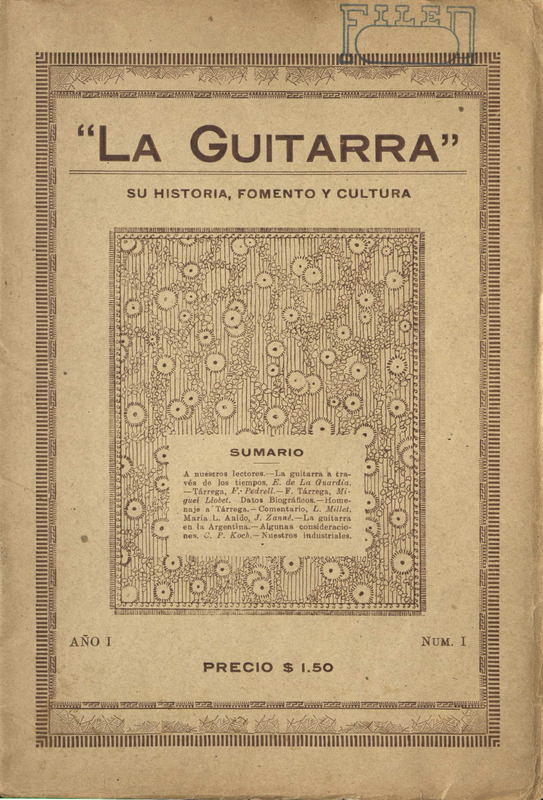 FILED
"LA GUITARRA"
SU HISTORIA, FOMENTO Y CULTURA
SUMARIO
A nuestros lectores.—La guitarra a tra-
vés de los tiempos, E. de La Guardia.
—Tárrega, F. Pedrell.—F. Tárrega, Mi-
guel Llobet. Datos Biográficos.—Home-
naje a Tárrega.—Comentario, L. Millet.
María L. Anido, J. Zanné.—La guitarra
en la Argentina.—Algunas consideracio-
nes, C. P. Koch.—Nuestros industriales.
AÑO I
NUM. I
PRECIO $ 1.50